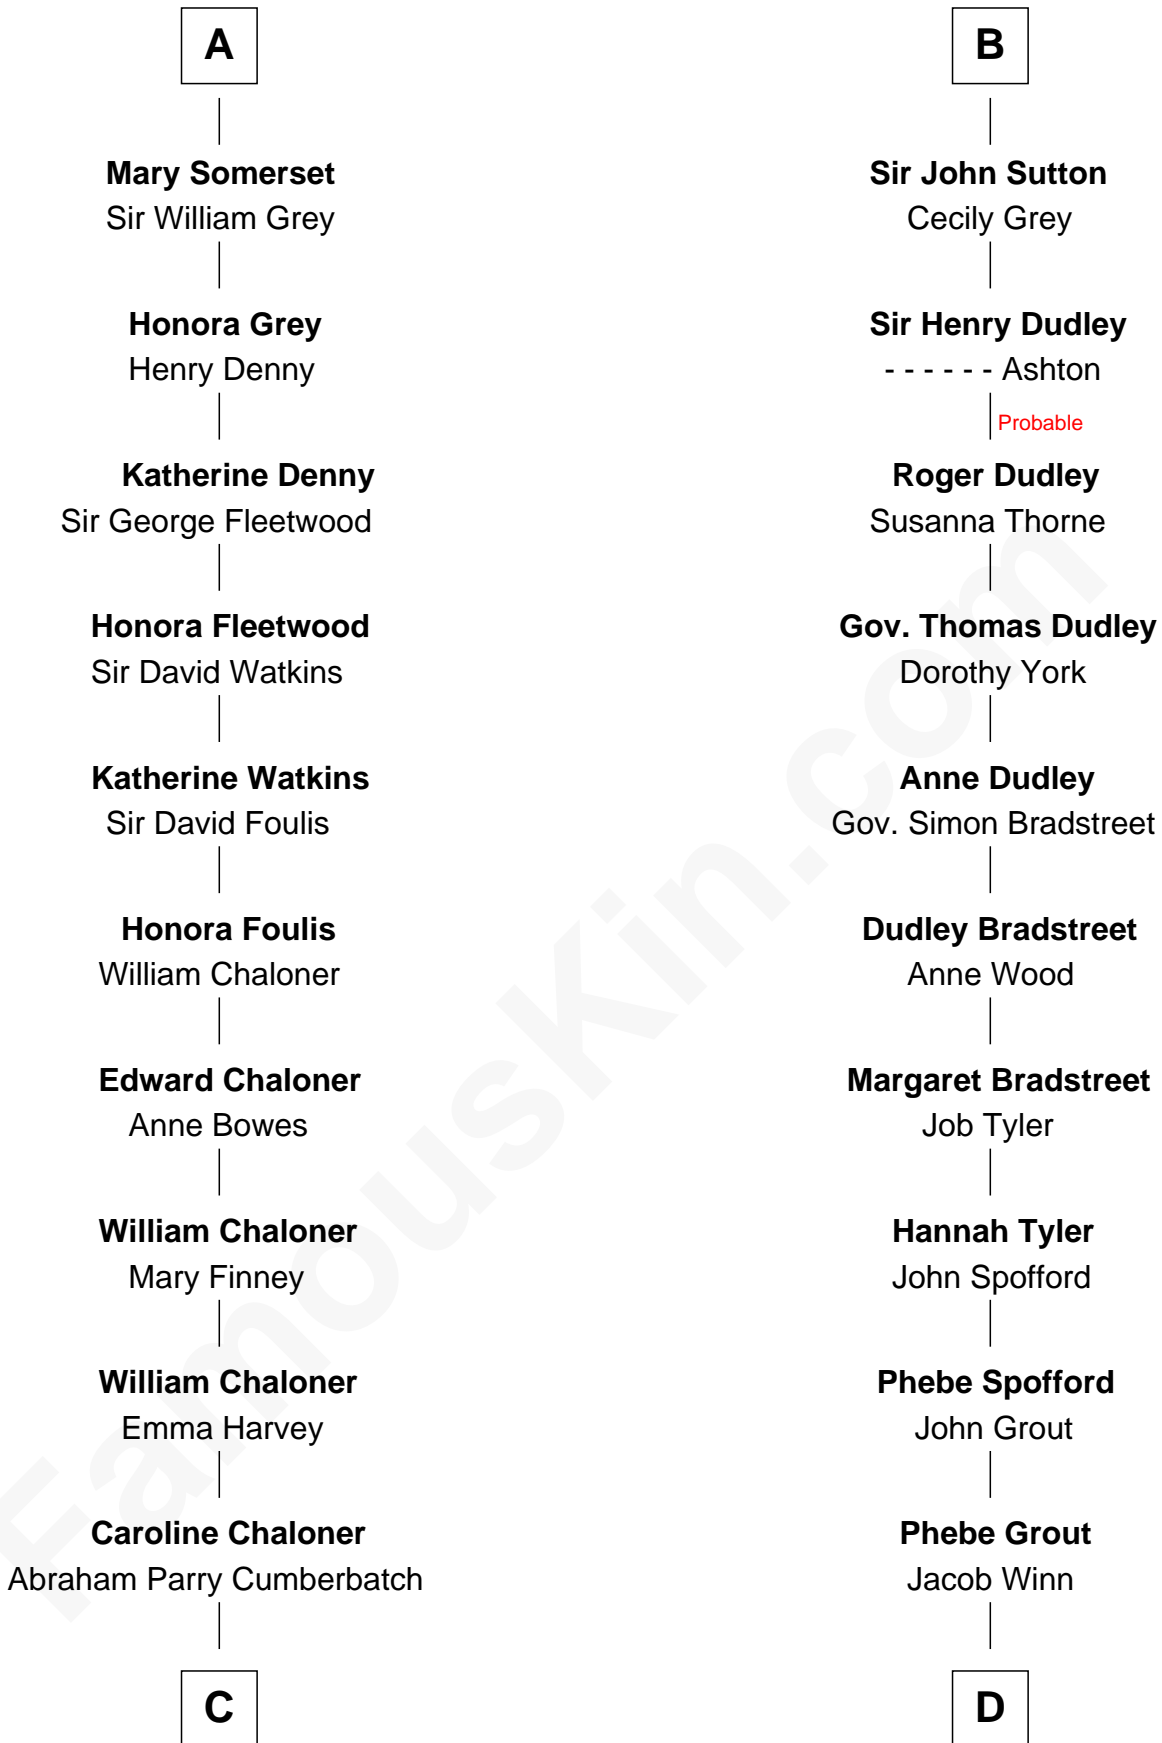 A
Mary Somerset
Sir William Grey
Honora Grey
Henry Denny
Katherine Denny
Sir George Fleetwood
Honora Fleetwood
Sir David Watkins
Katherine Watkins
Sir David Foulis
Honora Foulis
William Chaloner
Edward Chaloner
Anne Bowes
William Chaloner
Mary Finney
William Chaloner
Emma Harvey
Caroline Chaloner
Abraham Parry Cumberbatch
C
B
Sir John Sutton
Cecily Grey
Sir Henry Dudley
- - - - - - Ashton
Probable
Roger Dudley
Susanna Thorne
Gov. Thomas Dudley
Dorothy York
Anne Dudley
Gov. Simon Bradstreet
Dudley Bradstreet
Anne Wood
Margaret Bradstreet
Job Tyler
Hannah Tyler
John Spofford
Phebe Spofford
John Grout
Phebe Grout
Jacob Winn
D
FamousKin.com